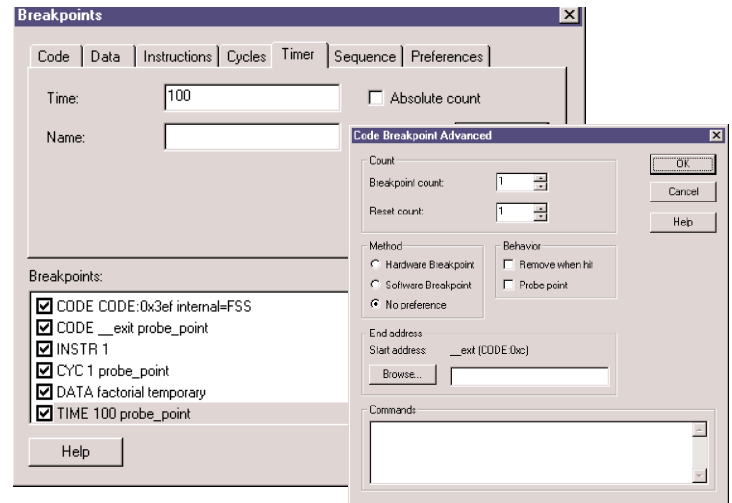 Breakpoints
Code Data Instructions Cycles Timer Sequence Preferences
Time: 100 Absolute count
Name:
Breakpoints:
CODE CODE:0x3ef internal=FSS
CODE __exit probe_point
INSTR 1
CYC 1 probe_point
DATA factorial temporary
TIME 100 probe_point
Help
Code Breakpoint Advanced
Count
Breakpoint count: 1
Reset count: 1
OK
Cancel
Help
Method
Hardware Breakpoint
Software Breakpoint
No preference
Behavior
Remove when hit
Probe point
End address
Start address: __exit (CODE:0xc)
Browse...
Commands